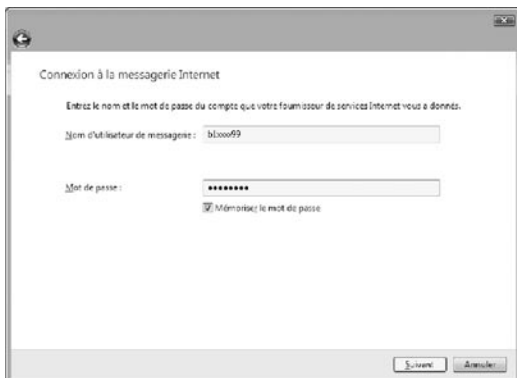 Connexion à la messagerie Internet
Entrez le nom et le mot de passe du compte que votre fournisseur de services Internet vous a donnés.
Nom d'utilisateur de messagerie : b1xxxx99
Mot de passe : ••••••••
Mémoriser le mot de passe
Suivant Annuler